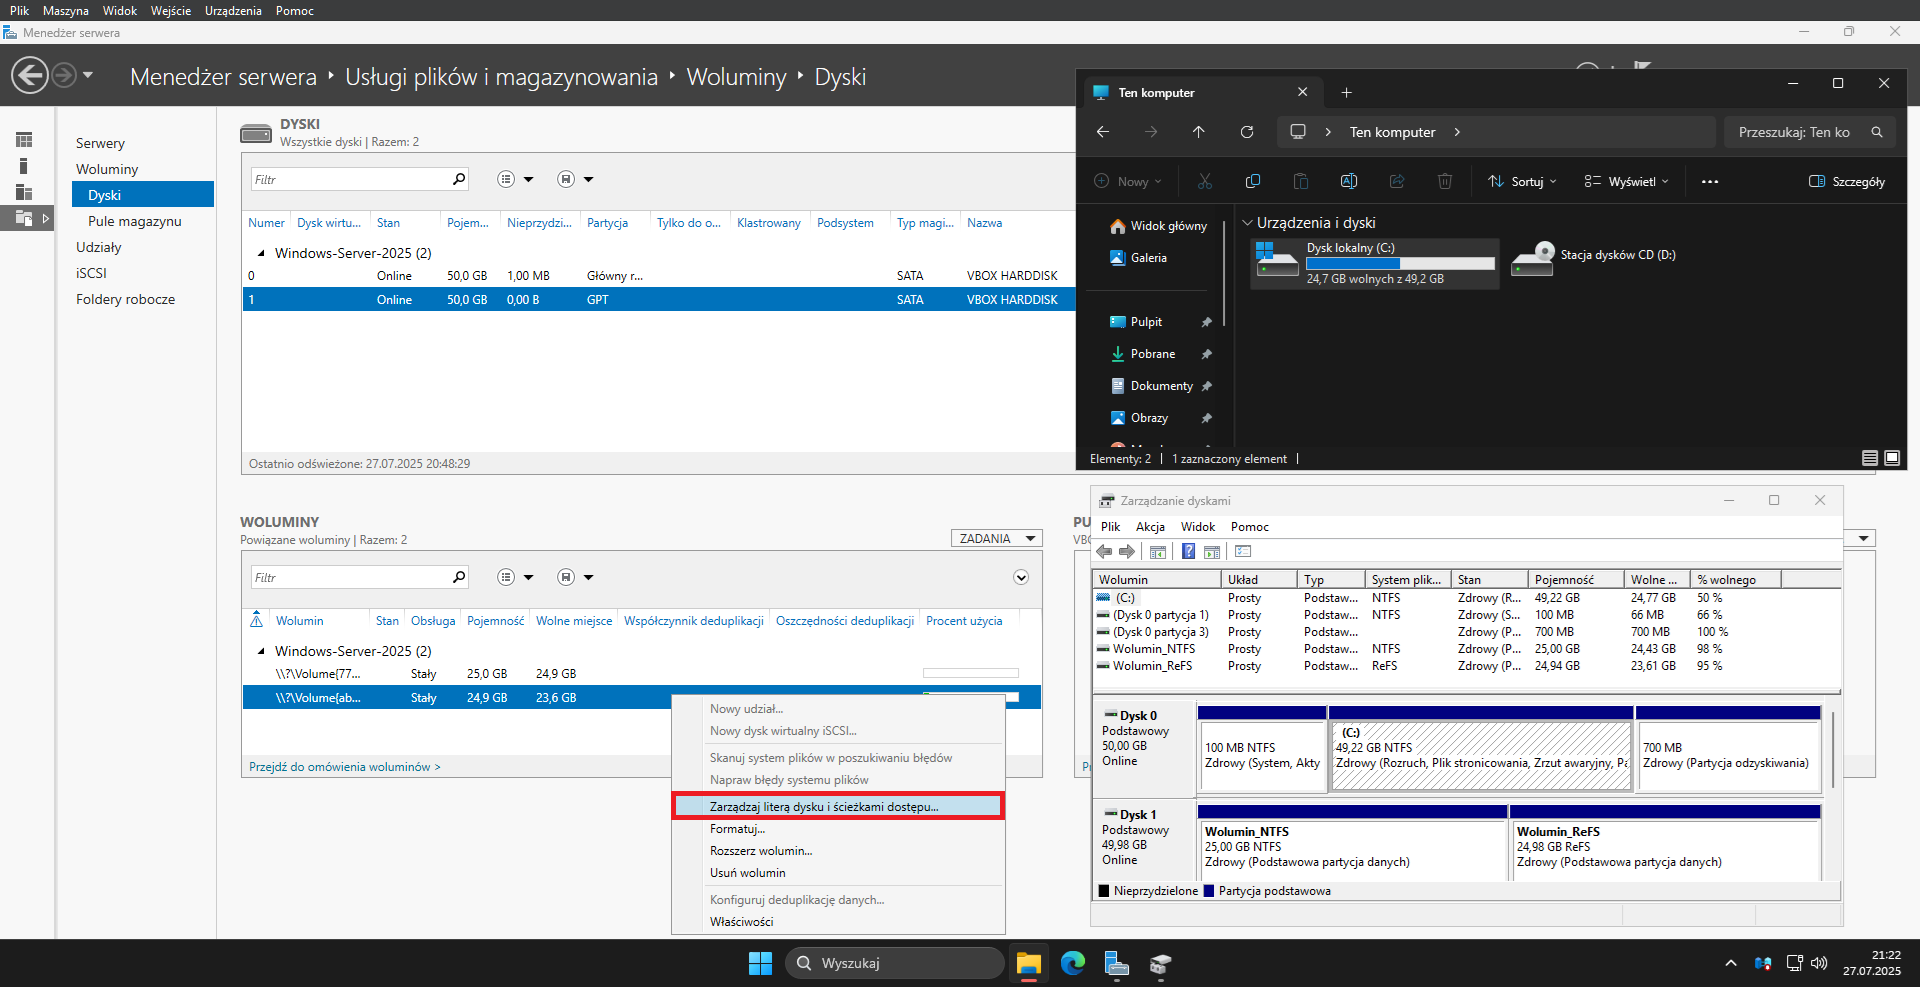 Plik Maszyna Widok Wejście Urządzenia Pomoc
Menedżer serwera
Menedżer serwera Usługi plików i magazynowania Woluminy Dyski
Serwery
Woluminy
Dyski
Pule magazynu
Udziały
iSCSI
Foldery robocze
DYSKI
Wszystkie dyski | Razem: 2
Filtr
Numer Dysk wirtu... Stan Pojem... Nieprzydzi... Partycja Tylko do o... Klastrowany Podsystem Typ magi... Nazwa
Windows-Server-2025 (2)
0 Online 50,0 GB 1,00 MB Główny r... SATA VBOX HARDDISK
1 Online 50,0 GB 0,00 B GPT SATA VBOX HARDDISK
Ostatnio odświeżone: 27.07.2025 20:48:29
WOLUMINY
Powiązane woluminy | Razem: 2
ZADANIA
Filtr
Wolumin Stan Obsługa Pojemność Wolne miejsce Współczynnik deduplikacji Oszczędności deduplikacji Procent użycia
Windows-Server-2025 (2)
\\?\Volume{77... Stały 25,0 GB 24,9 GB
\\?\Volume{ab... Stały 24,9 GB 23,6 GB
Przejdź do omówienia woluminów >
Nowy udział...
Nowy dysk wirtualny iSCSI...
Skanuj system plików w poszukiwaniu błędów
Napraw błędy systemu plików
Zarządzaj literą dysku i ścieżkami dostępu...
Formatuj...
Rozszerz wolumin...
Usuń wolumin
Konfiguruj deduplikację danych...
Właściwości
PU
Ten komputer
Ten komputer
Przeszukaj: Ten ko
Nowy Sortuj Wyświetl Szczegóły
Widok główny
Galeria
Pulpit
Pobrane
Dokumenty
Obrazy
Urządzenia i dyski
Dysk lokalny (C:)
24,7 GB wolnych z 49,2 GB
Stacja dysków CD (D:)
Elementy: 2 | 1 zaznaczony element |
Zarządzanie dyskami
Plik Akcja Widok Pomoc
Wolumin Układ Typ System plik... Stan Pojemność Wolne ... % wolnego
(C:) Prosty Podstaw... NTFS Zdrowy (R... 49,22 GB 24,77 GB 50 %
(Dysk 0 partycja 1) Prosty Podstaw... NTFS Zdrowy (S... 100 MB 66 MB 66 %
(Dysk 0 partycja 3) Prosty Podstaw... Zdrowy (P... 700 MB 700 MB 100 %
Wolumin_NTFS Prosty Podstaw... NTFS Zdrowy (P... 25,00 GB 24,43 GB 98 %
Wolumin_ReFS Prosty Podstaw... ReFS Zdrowy (P... 24,94 GB 23,61 GB 95 %
Dysk 0
Podstawowy
50,00 GB
Online
100 MB NTFS
Zdrowy (System, Akty
(C:)
49,22 GB NTFS
Zdrowy (Rozruch, Plik stronicowania, Zrzut awaryjny, Pa
700 MB
Zdrowy (Partycja odzyskiwania)
Dysk 1
Podstawowy
49,98 GB
Online
Wolumin_NTFS
25,00 GB NTFS
Zdrowy (Podstawowa partycja danych)
Wolumin_ReFS
24,98 GB ReFS
Zdrowy (Podstawowa partycja danych)
Nieprzydzielone Partycja podstawowa
Wyszukaj
21:22
27.07.2025